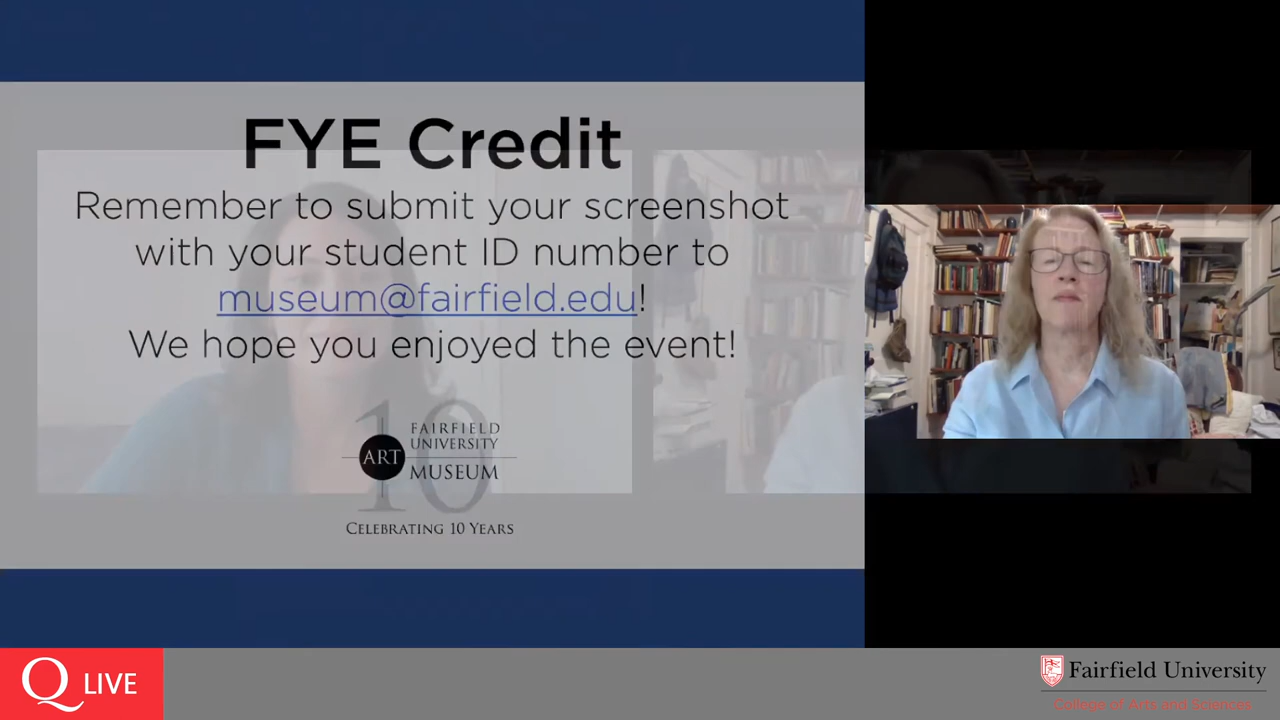 FYE Credit
Remember to submit your screenshot
with your student ID number to
museum@fairfield.edu!
We hope you enjoyed the event!
10
FAIRFIELD
UNIVERSITY
ART
MUSEUM
CELEBRATING 10 YEARS
Q LIVE
Fairfield University
College of Arts and Sciences